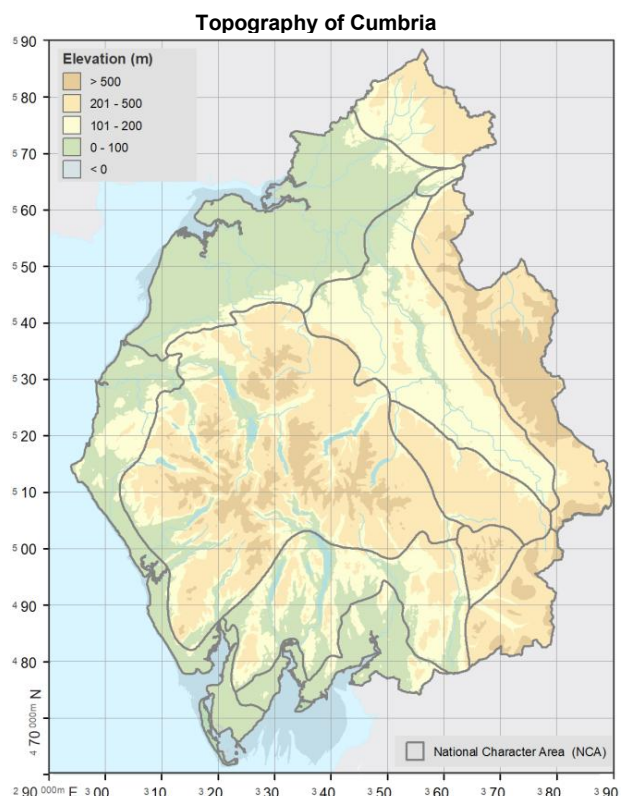 Topography of Cumbria
Elevation (m)
> 500
201 - 500
101 - 200
0 - 100
< 0
5 90
5 80
5 70
5 60
5 50
5 40
5 30
5 20
5 10
5 00
4 90
4 80
4 70 000m N
National Character Area (NCA)
2 90 000m E 3 00 3 10 3 20 3 30 3 40 3 50 3 60 3 70 3 80 3 90